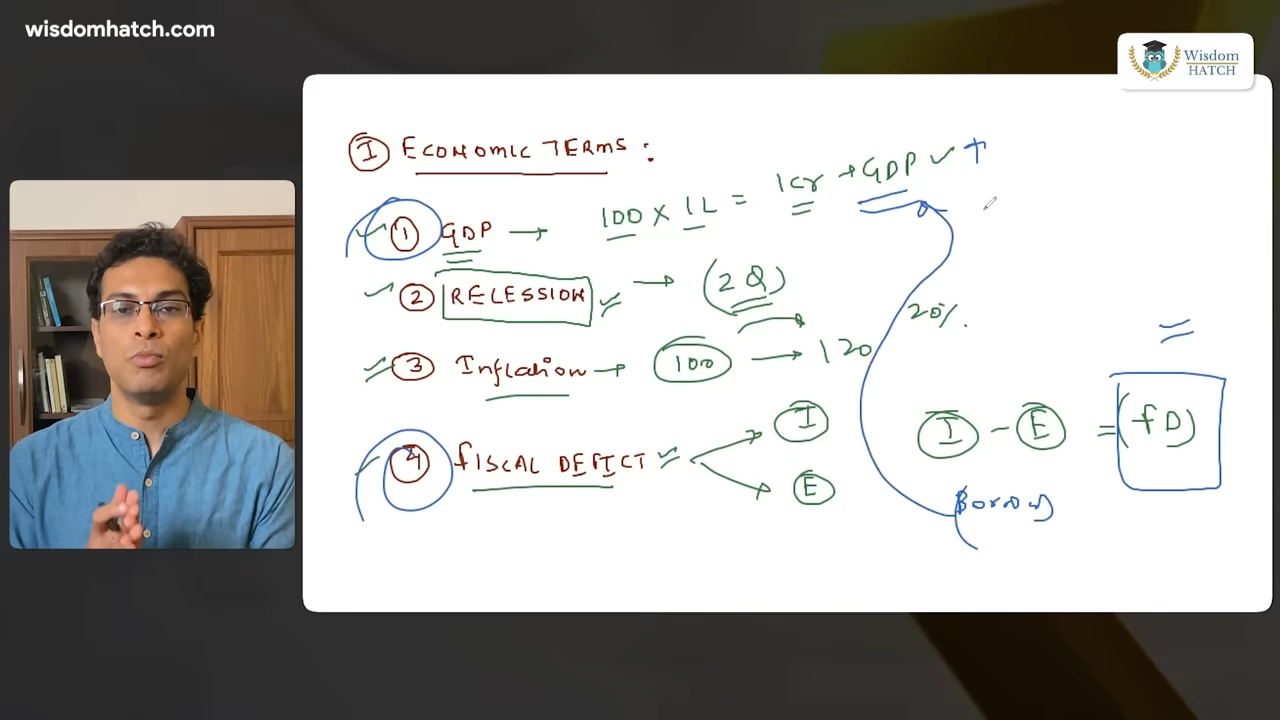 wisdomhatch.com
Wisdom
HATCH
I ECONOMIC TERMS :
1 GDP → 100 x 1L = 1cr → GDP ✓ ↑
2 RELESSION → (2Q)
3 Inflation → 100 → 120
20%.
4 fISCAL DEFICT
I
E
I - E = (fD)
Borrow